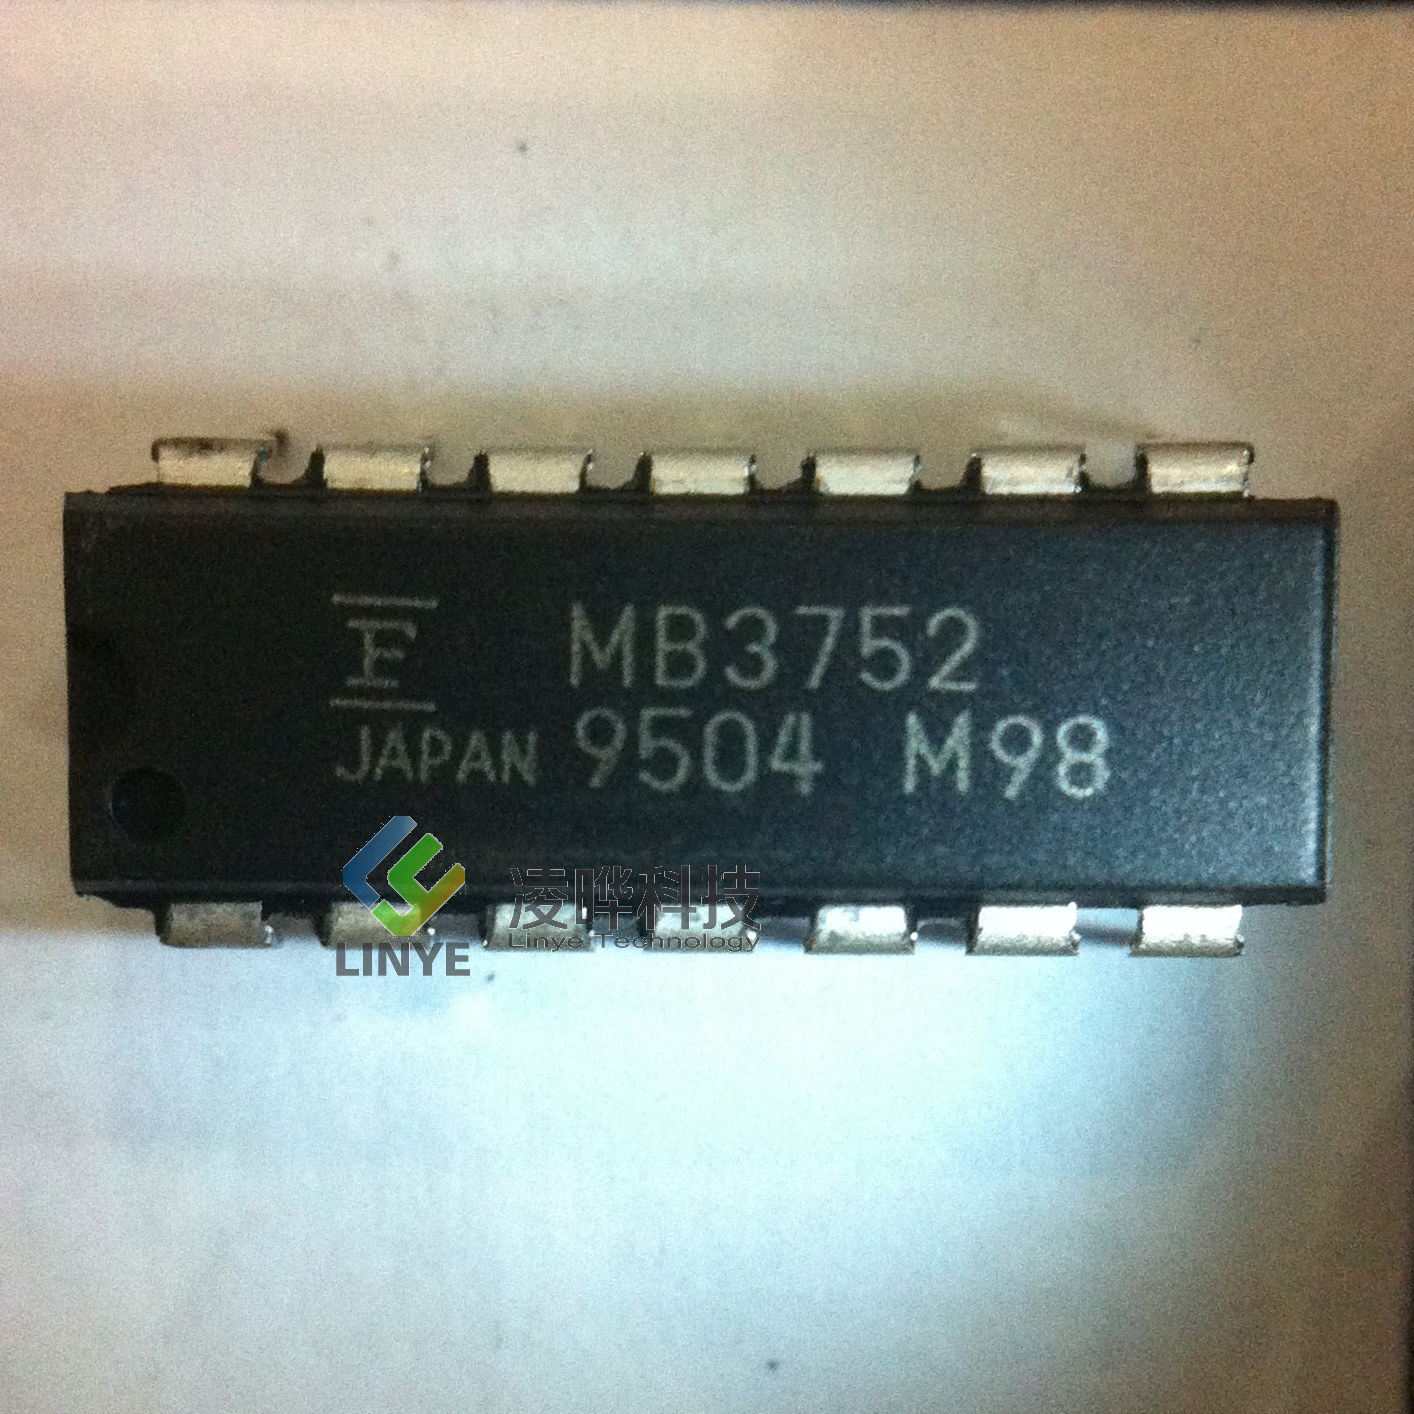 F MB3752
JAPAN 9504 M98
凌晔科技
LINYE Linye Technology